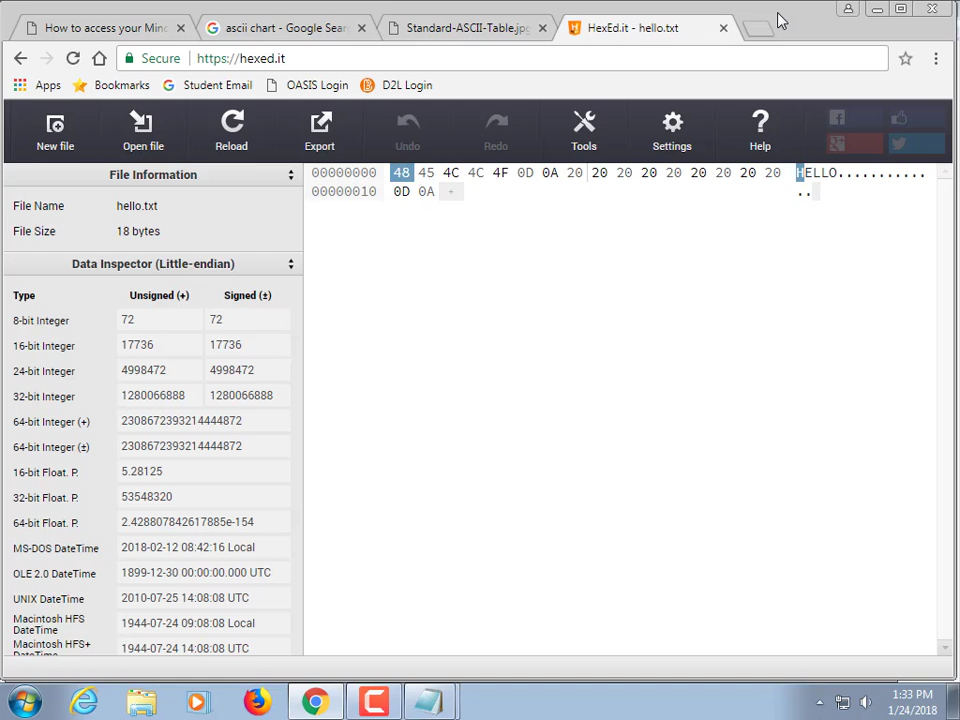 How to access your Minc
ascii chart - Google Sear
Standard-ASCII-Table.jpg
HexEd.it - hello.txt
Secure https://hexed.it
Apps Bookmarks Student Email OASIS Login D2L Login
New file Open file Reload Export Undo Redo Tools Settings Help
File Information
File Name hello.txt
File Size 18 bytes
Data Inspector (Little-endian)
Type Unsigned (+) Signed (±)
8-bit Integer 72 72
16-bit Integer 17736 17736
24-bit Integer 4998472 4998472
32-bit Integer 1280066888 1280066888
64-bit Integer (+) 2308672393214444872
64-bit Integer (±) 2308672393214444872
16-bit Float. P. 5.28125
32-bit Float. P. 53548320
64-bit Float. P. 2.428807842617885e-154
MS-DOS DateTime 2018-02-12 08:42:16 Local
OLE 2.0 DateTime 1899-12-30 00:00:00.000 UTC
UNIX DateTime 2010-07-25 14:08:08 UTC
Macintosh HFS DateTime 1944-07-24 09:08:08 Local
Macintosh HFS+ DateTime 1944-07-24 14:08:08 UTC
00000000 48 45 4C 4C 4F 0D 0A 20 20 20 20 20 20 20 20 20 HELLO...........
00000010 0D 0A + ..
1:33 PM
1/24/2018